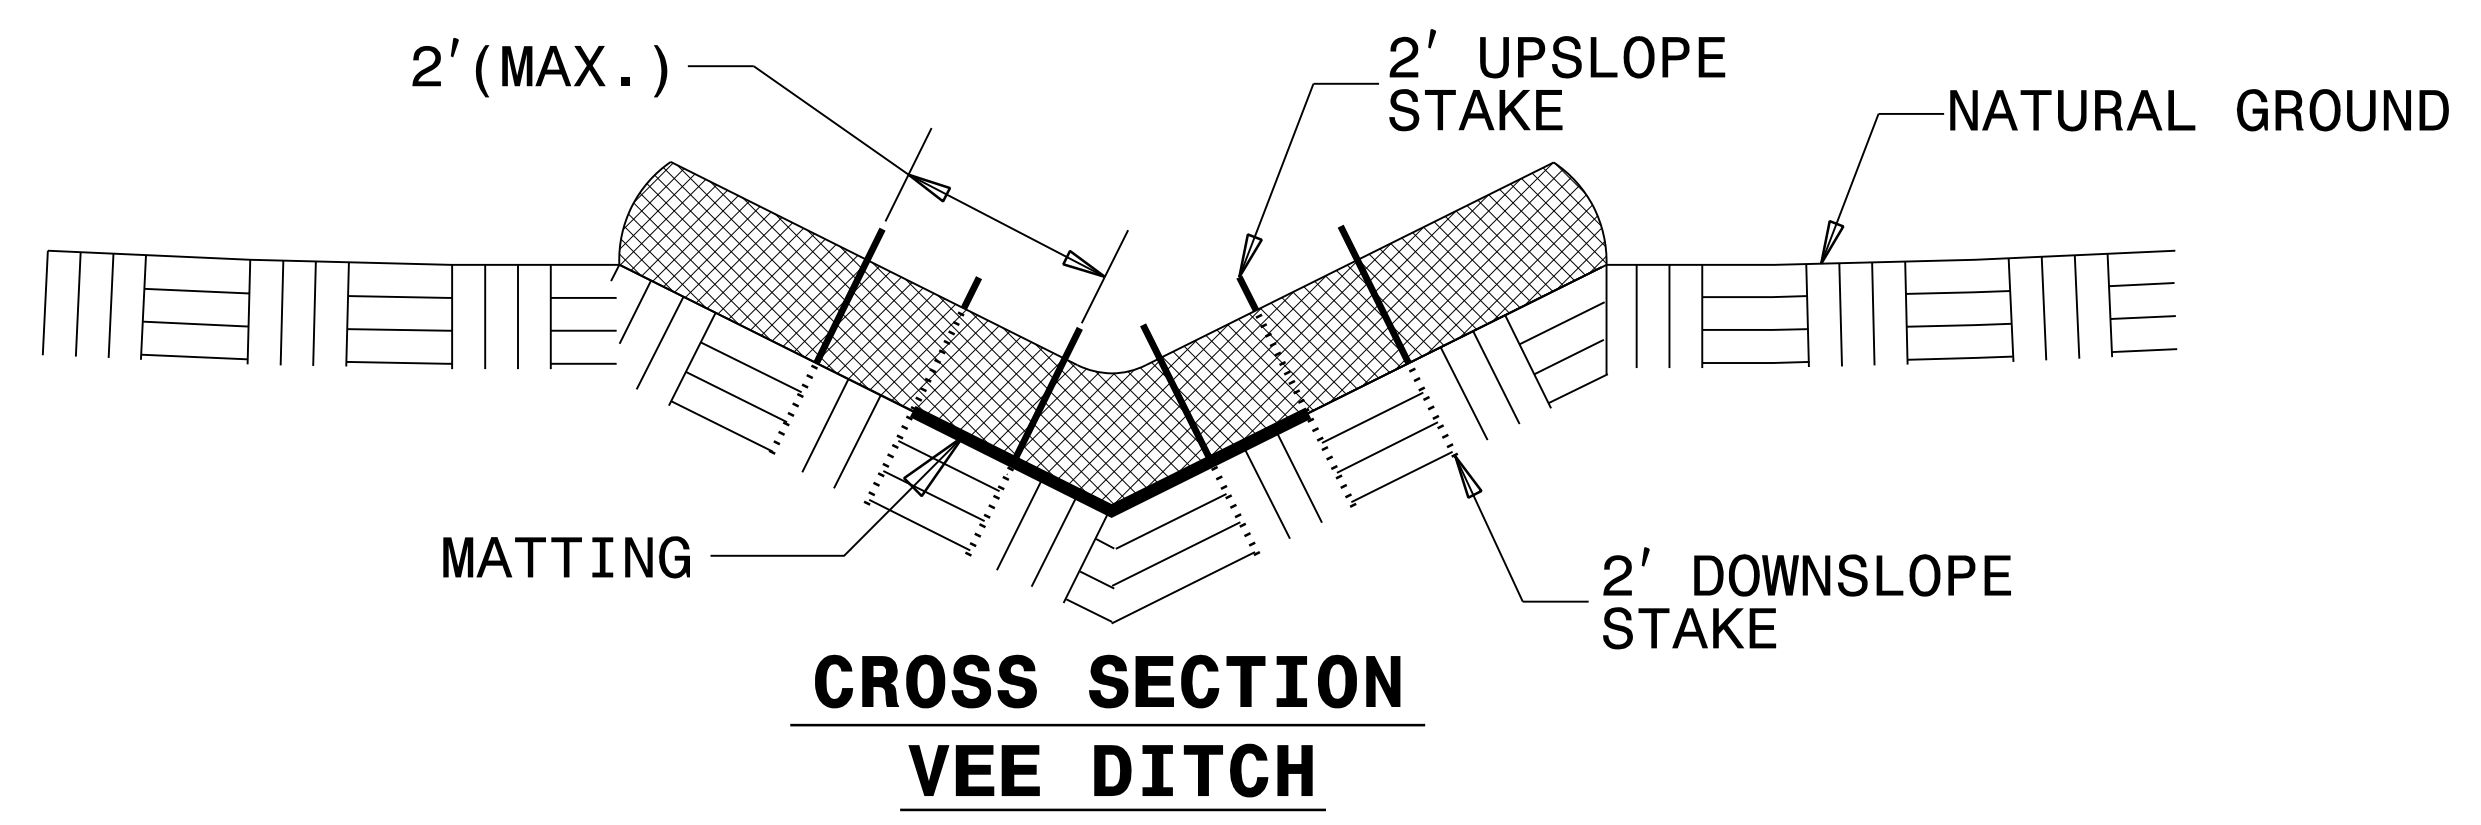 2'(MAX.)
2' UPSLOPE
STAKE
NATURAL GROUND
MATTING
2' DOWNSLOPE
STAKE
CROSS SECTION
VEE DITCH